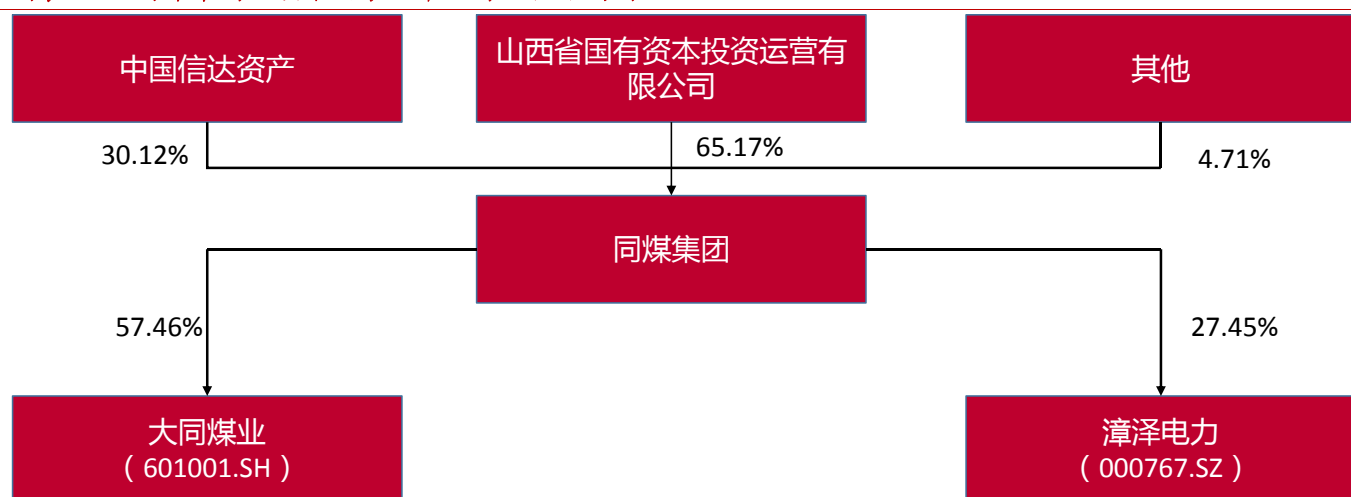 中国信达资产
山西省国有资本投资运营有
限公司
其他
30.12%
65.17%
4.71%
同煤集团
57.46%
27.45%
大同煤业
（601001.SH）
漳泽电力
（000767.SZ）